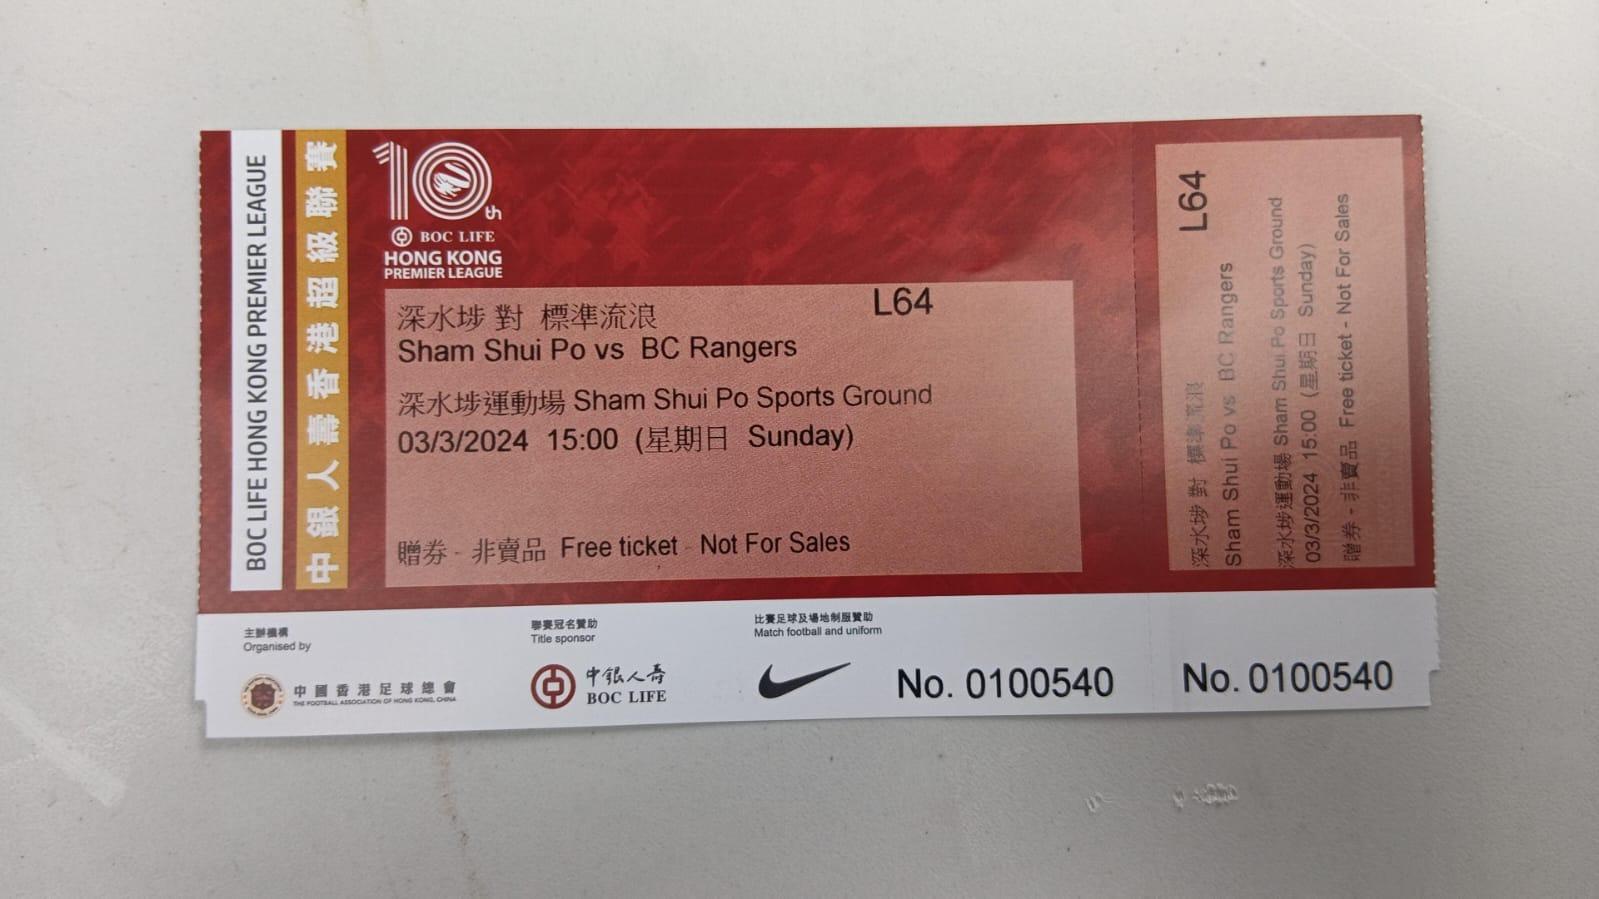 BOC LIFE HONG KONG PREMIER LEAGUE
中銀人壽香港超級聯賽
10th
BOC LIFE
HONG KONG
PREMIER LEAGUE
深水埗 對 標準流浪
L64
Sham Shui Po vs BC Rangers
深水埗運動場 Sham Shui Po Sports Ground
03/3/2024 15:00 (星期日 Sunday)
贈券 - 非賣品 Free ticket - Not For Sales
L64
深水埗 對 標準流浪
Sham Shui Po vs BC Rangers
深水埗運動場 Sham Shui Po Sports Ground
03/3/2024 15:00 (星期日 Sunday)
贈券 - 非賣品 Free ticket - Not For Sales
主辦機構
Organised by
中國香港足球總會
THE FOOTBALL ASSOCIATION OF HONG KONG, CHINA
聯賽冠名贊助
Title sponsor
中銀人壽
BOC LIFE
比賽足球及場地制服贊助
Match football and uniform
No. 0100540
No. 0100540